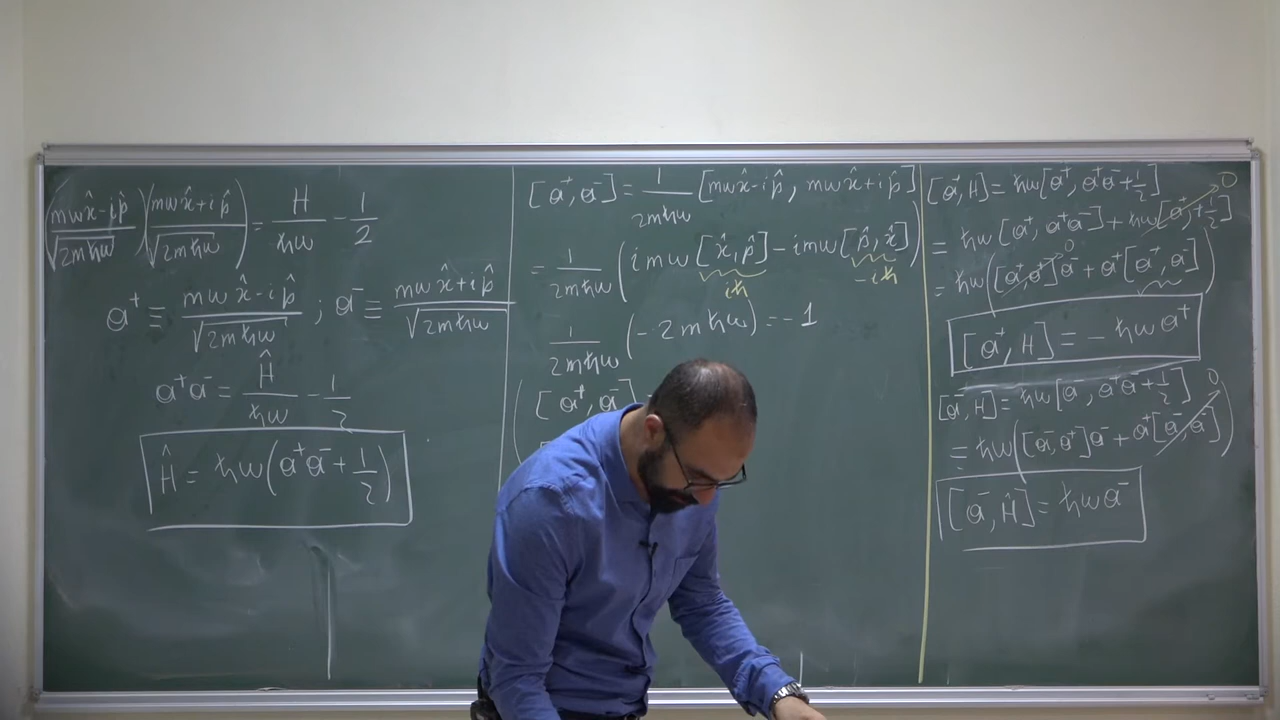 (mωx̂-ip̂/√2mħω)(mωx̂+ip̂/√2mħω) = H/ħω - 1/2
a⁺ ≡ mωx̂-ip̂/√2mħω ; a⁻ ≡ mωx̂+ip̂/√2mħω
a⁺a⁻ = Ĥ/ħω - 1/2
Ĥ = ħω(a⁺a⁻ + 1/2)
[a⁺, a⁻] = 1/2mħω [mωx̂-ip̂, mωx̂+ip̂]
= 1/2mħω (imω[x̂,p̂] - imω[p̂,x̂])
iħ -iħ
1/2mħω (-2mħω) = -1
[a⁺, a⁻]
[a⁺, H] = ħω[a⁺, a⁺a⁻ + 1/2]
= ħω[a⁺, a⁺a⁻] + ħω[a⁺, 1/2] 0
= ħω([a⁺,a⁺]a⁻ + a⁺[a⁺,a⁻]) 0
[a⁺, H] = -ħωa⁺
[a⁻, H] = ħω[a⁻, a⁺a⁻ + 1/2]
= ħω([a⁻,a⁺]a⁻ + a⁺[a⁻,a⁻]) 0
[a⁻, Ĥ] = ħωa⁻